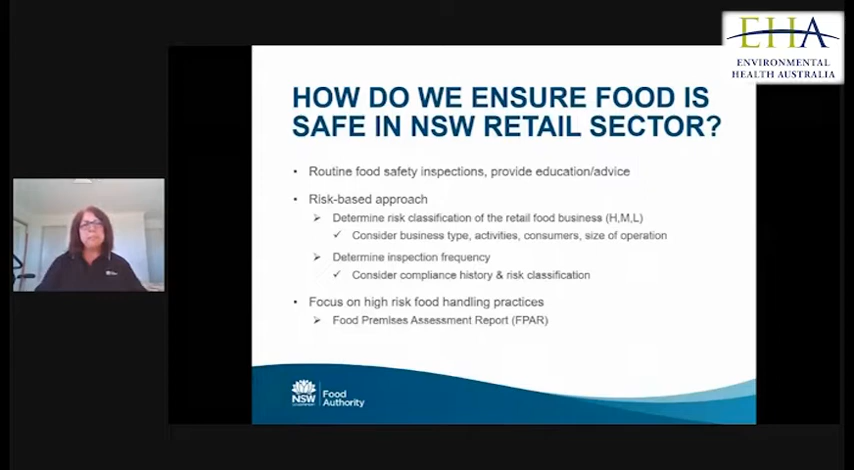 EHA
ENVIRONMENTAL
HEALTH AUSTRALIA
HOW DO WE ENSURE FOOD IS
SAFE IN NSW RETAIL SECTOR?
• Routine food safety inspections, provide education/advice
• Risk-based approach
➢ Determine risk classification of the retail food business (H,M,L)
✓ Consider business type, activities, consumers, size of operation
➢ Determine inspection frequency
✓ Consider compliance history & risk classification
• Focus on high risk food handling practices
➢ Food Premises Assessment Report (FPAR)
NSW
Food
Authority